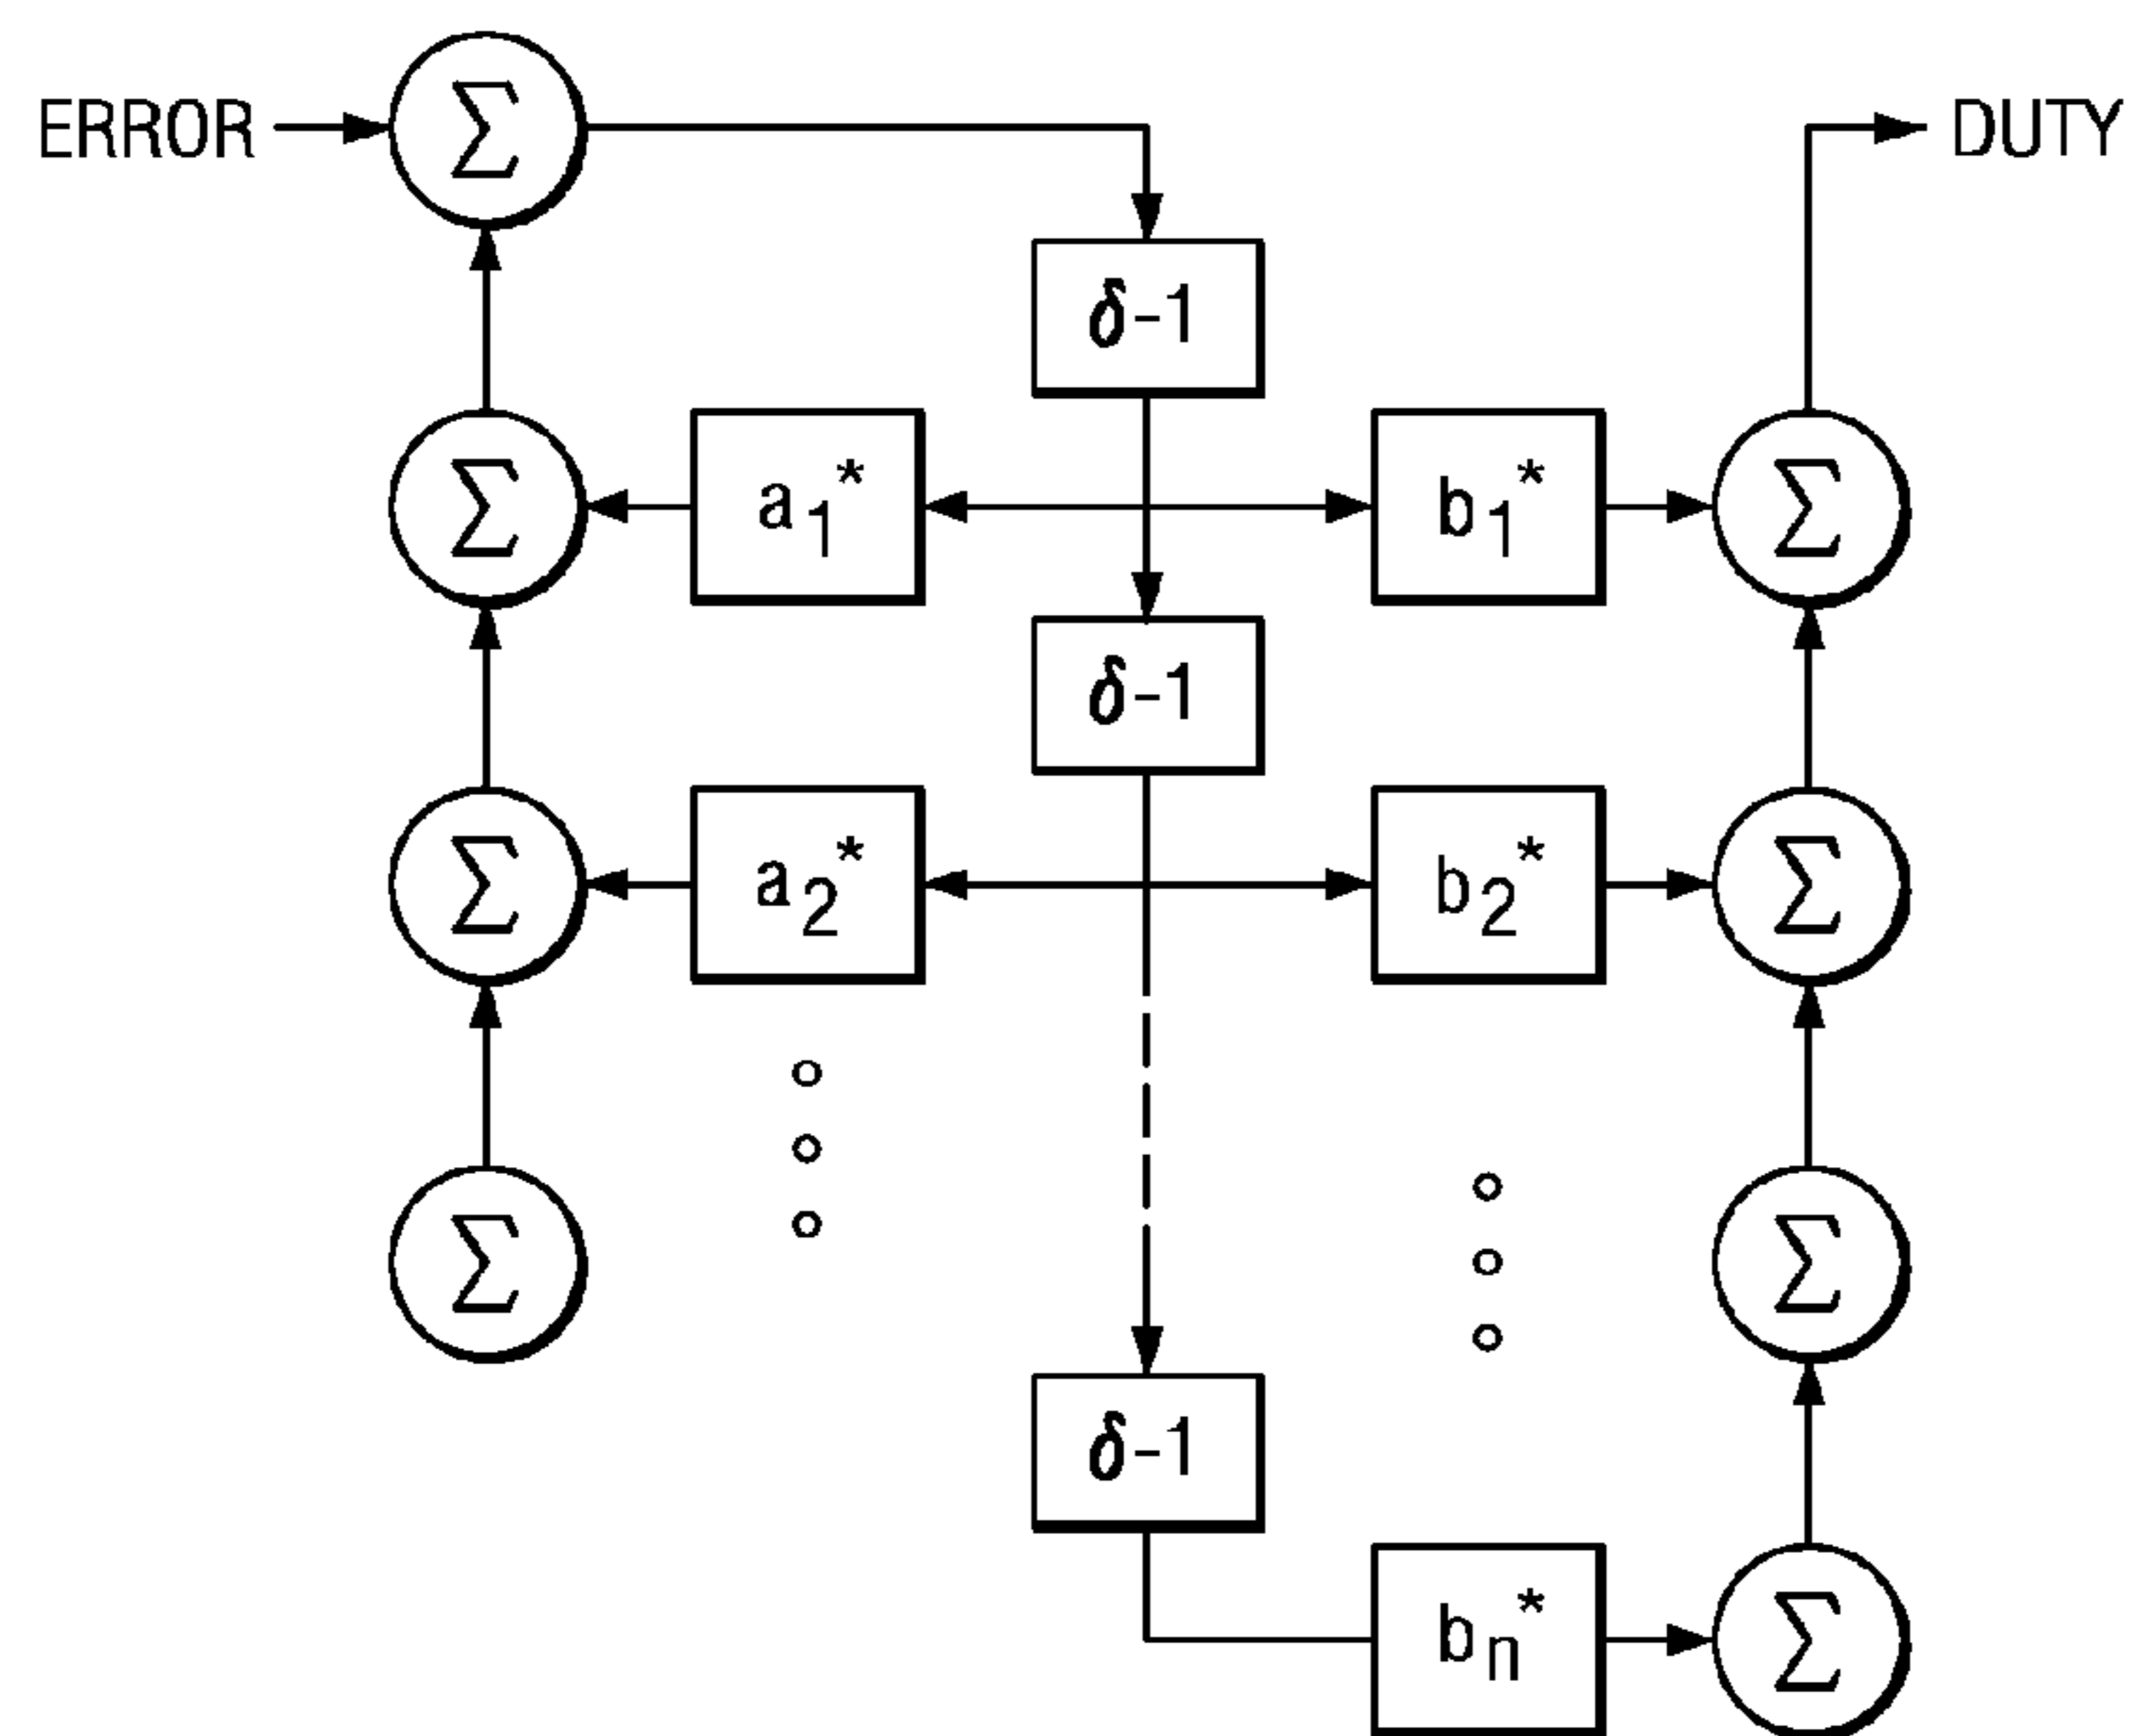 ERROR Σ DUTY
δ-1
Σ a1* b1* Σ
δ-1
Σ a2* b2* Σ
Σ Σ
δ-1
bn* Σ